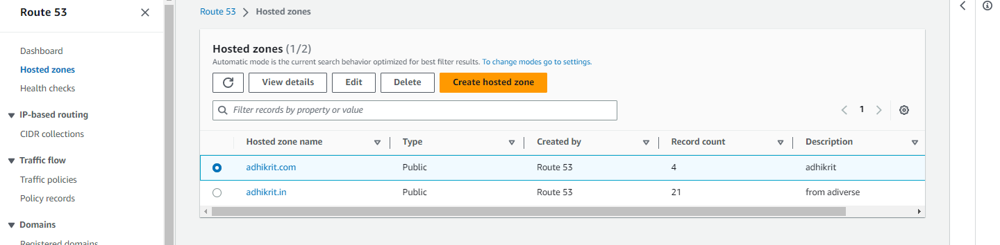 Route 53
Dashboard
Hosted zones
Health checks
IP-based routing
CIDR collections
Traffic flow
Traffic policies
Policy records
Domains
Registered domains
Route 53 > Hosted zones
Hosted zones (1/2)
Automatic mode is the current search behavior optimized for best filter results. To change modes go to settings.
View details Edit Delete Create hosted zone
Filter records by property or value
1
Hosted zone name Type Created by Record count Description
adhikrit.com Public Route 53 4 adhikrit
adhikrit.in Public Route 53 21 from adiverse